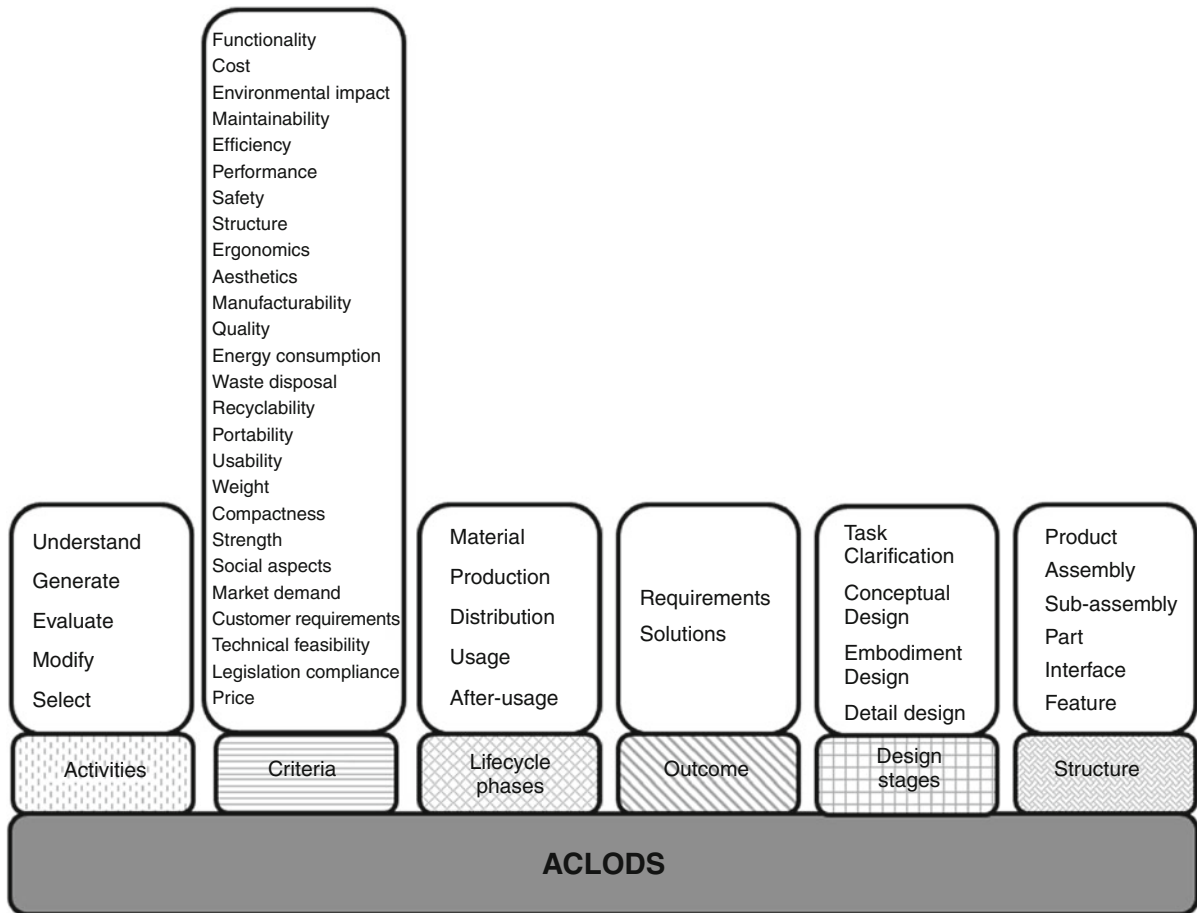 Understand
Generate
Evaluate
Modify
Select
Activities
Functionality
Cost
Environmental impact
Maintainability
Efficiency
Performance
Safety
Structure
Ergonomics
Aesthetics
Manufacturability
Quality
Energy consumption
Waste disposal
Recyclability
Portability
Usability
Weight
Compactness
Strength
Social aspects
Market demand
Customer requirements
Technical feasibility
Legislation compliance
Price
Criteria
Material
Production
Distribution
Usage
After-usage
Lifecycle
phases
Requirements
Solutions
Outcome
Task
Clarification
Conceptual
Design
Embodiment
Design
Detail design
Design
stages
Product
Assembly
Sub-assembly
Part
Interface
Feature
Structure
ACLODS